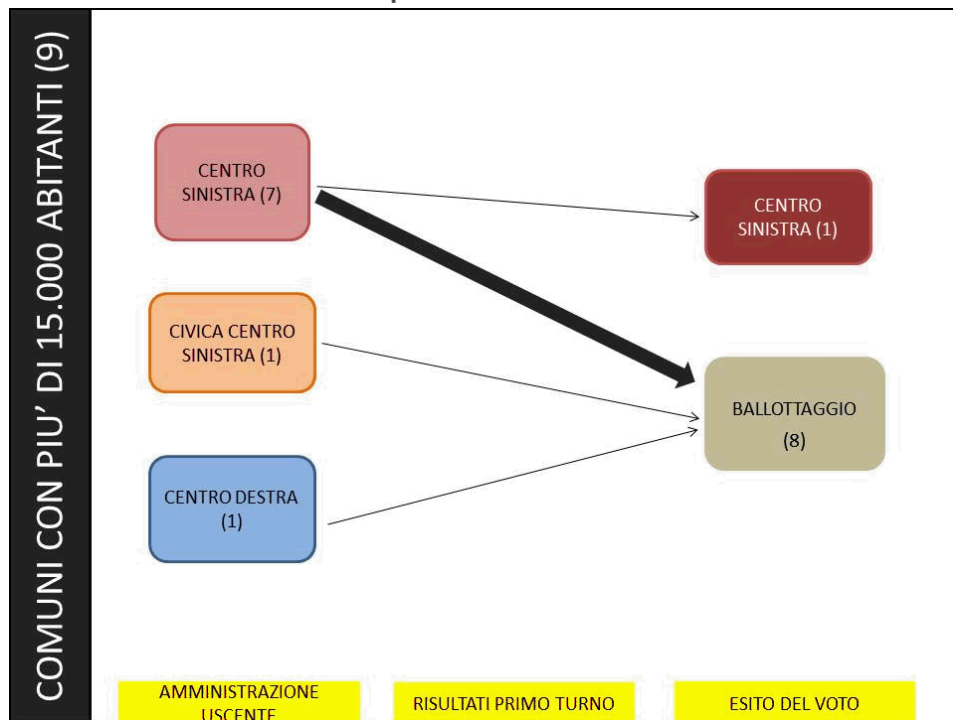 COMUNI CON PIU' DI 15.000 ABITANTI (9)
CENTRO
SINISTRA (7)
CENTRO
SINISTRA (1)
CIVICA CENTRO
SINISTRA (1)
BALLOTTAGGIO
(8)
CENTRO DESTRA
(1)
AMMINISTRAZIONE
USCENTE
RISULTATI PRIMO TURNO
ESITO DEL VOTO